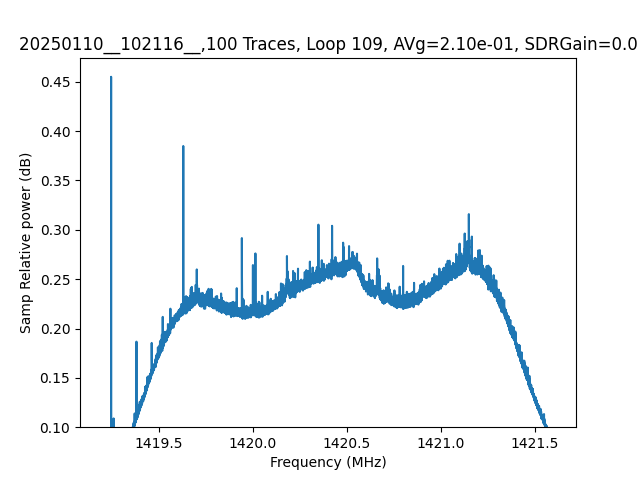 20250110__102116__,100 Traces, Loop 109, AVg=2.10e-01, SDRGain=0.0
Samp Relative power (dB)
0.45
0.40
0.35
0.30
0.25
0.20
0.15
0.10
1419.5 1420.0 1420.5 1421.0 1421.5
Frequency (MHz)